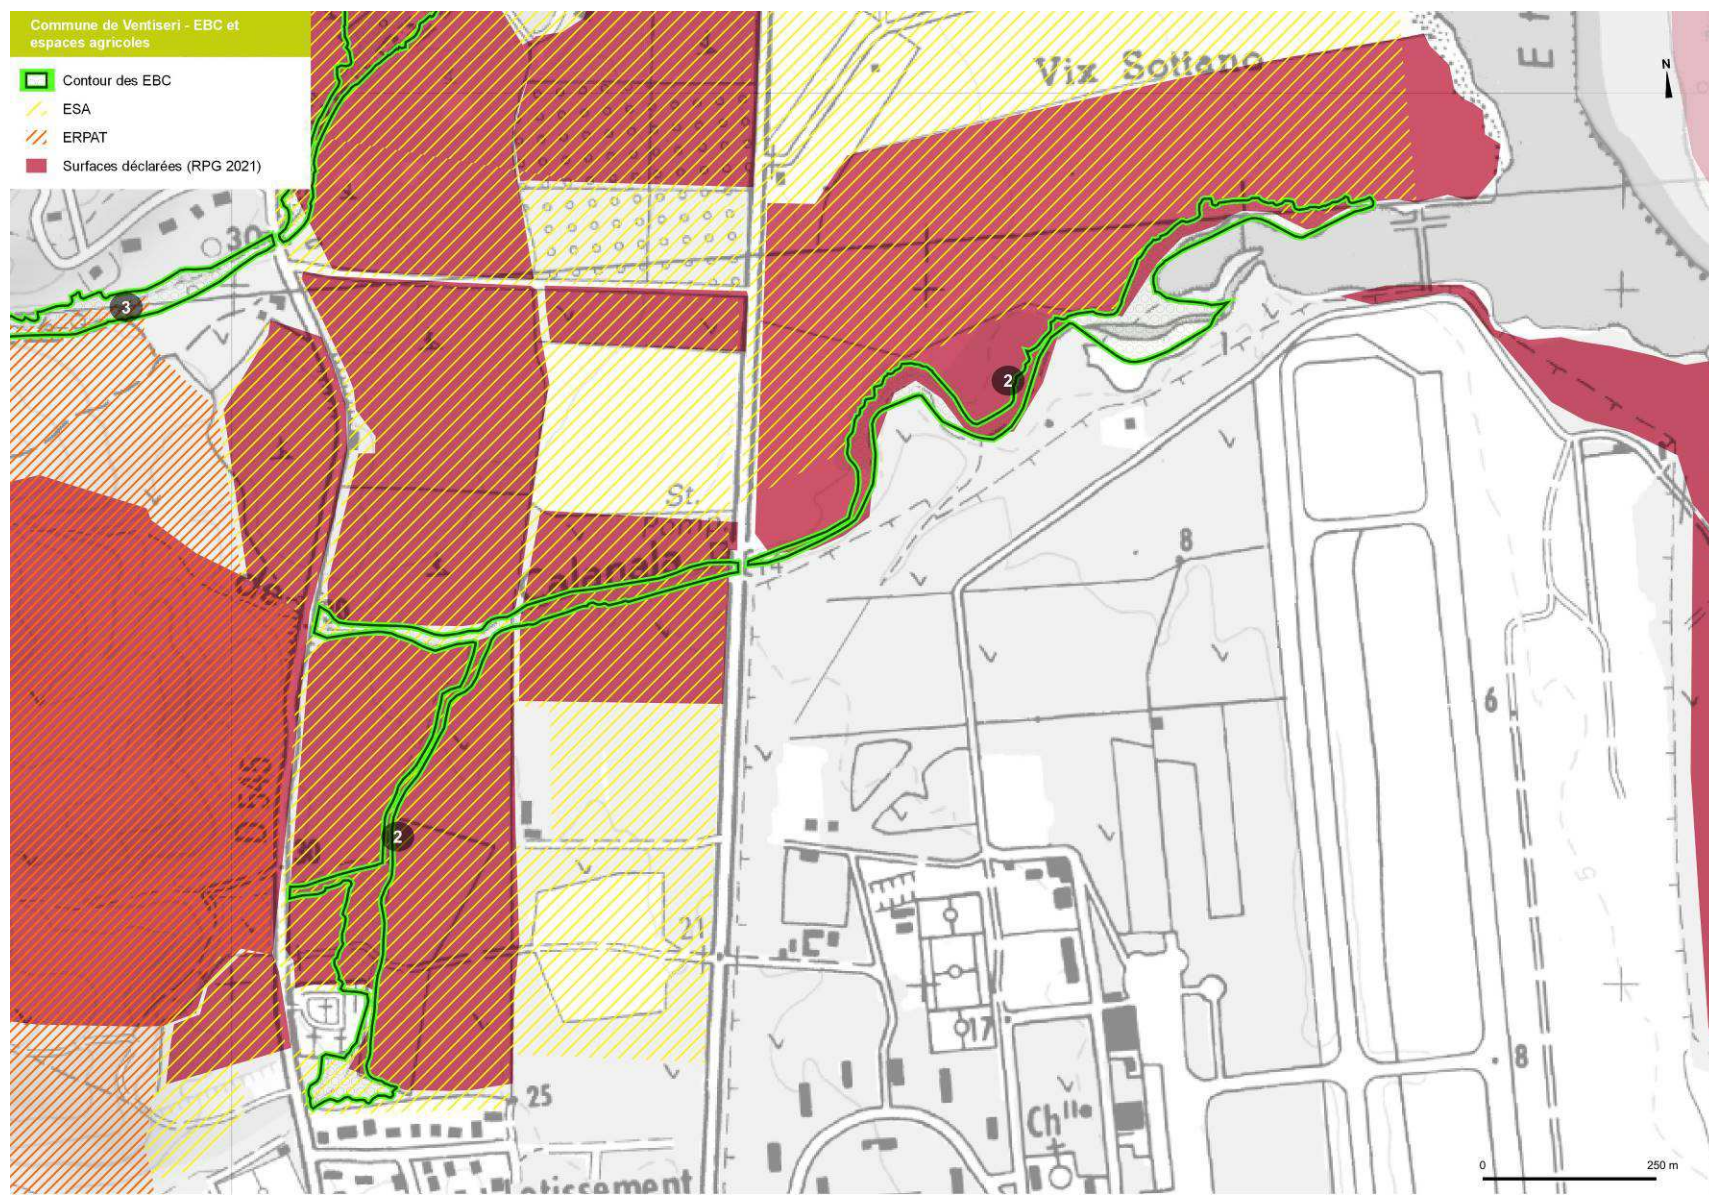 Commune de Ventiseri - EBC et
espaces agricoles
Contour des EBC
ESA
ERPAT
Surfaces déclarées (RPG 2021)
Vix Sottano
E
N
30
3
2
St.
8
6
D 545
2
21
17
8
25
Ch^lle
0 250 m